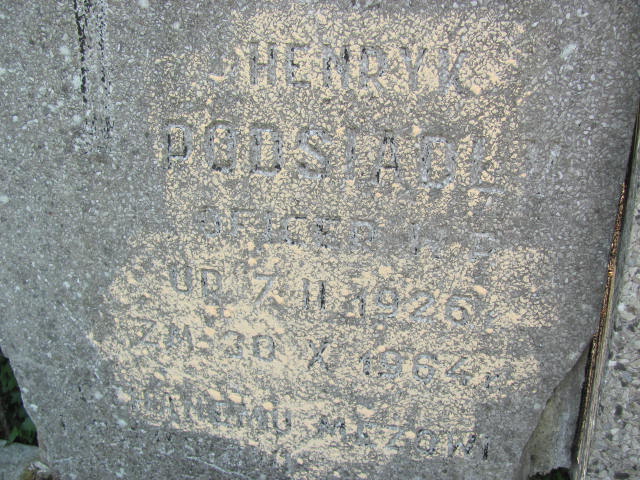 HENRYK
PODSIADŁ
OFICER W.P.
UR. 7 II 1926
ZM. 30 X 1964 r.
MĘŻOWI